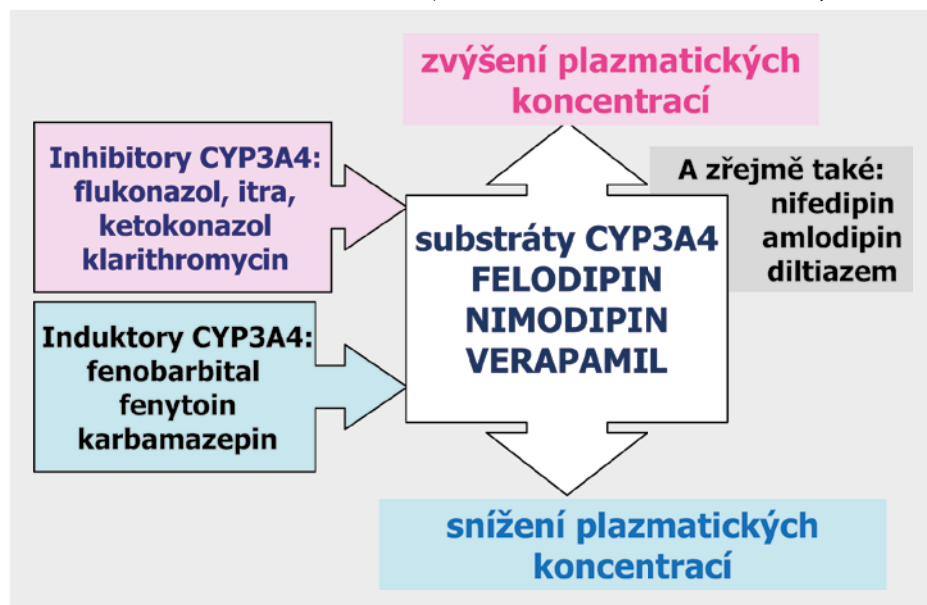 zvýšení plazmatických
koncentrací
Inhibitory CYP3A4:
flukonazol, itra,
ketokonazol
klarithromycin
A zřejmě také:
nifedipin
amlodipin
diltiazem
substráty CYP3A4
FELODIPIN
NIMODIPIN
VERAPAMIL
Induktory CYP3A4:
fenobarbital
fenytoin
karbamazepin
snížení plazmatických
koncentrací